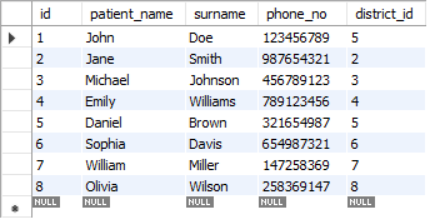 id patient_name surname phone_no district_id
1 John Doe 123456789 5
2 Jane Smith 987654321 2
3 Michael Johnson 456789123 3
4 Emily Williams 789123456 4
5 Daniel Brown 321654987 5
6 Sophia Davis 654987321 6
7 William Miller 147258369 7
8 Olivia Wilson 258369147 8
NULL NULL NULL NULL NULL